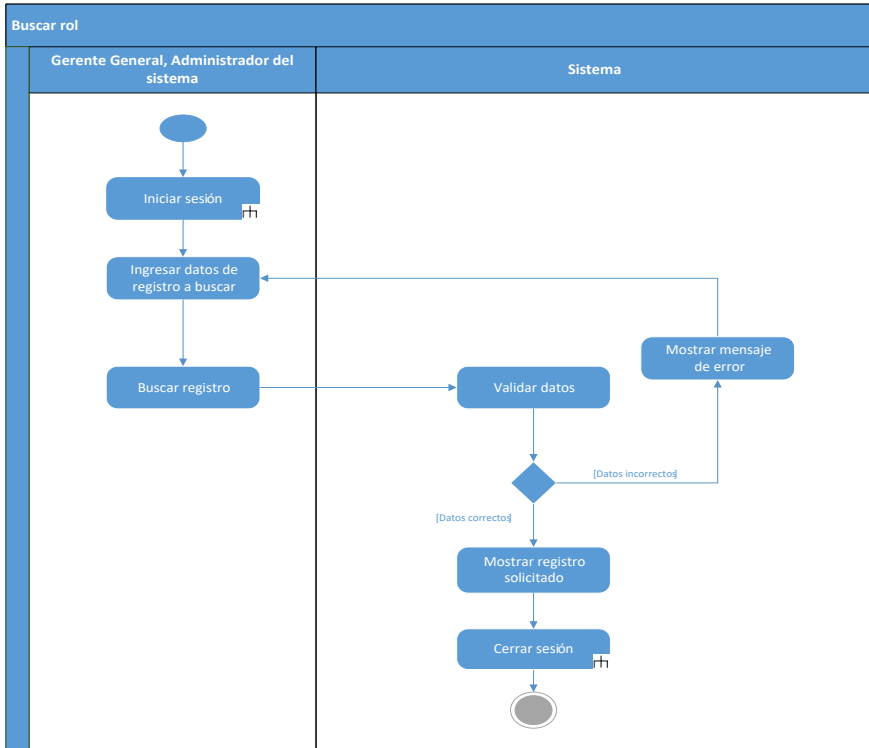 Buscar rol
Gerente General, Administrador del
sistema
Sistema
Iniciar sesión
Ingresar datos de
registro a buscar
Mostrar mensaje
de error
Buscar registro
Validar datos
[Datos incorrectos]
[Datos correctos]
Mostrar registro
solicitado
Cerrar sesión